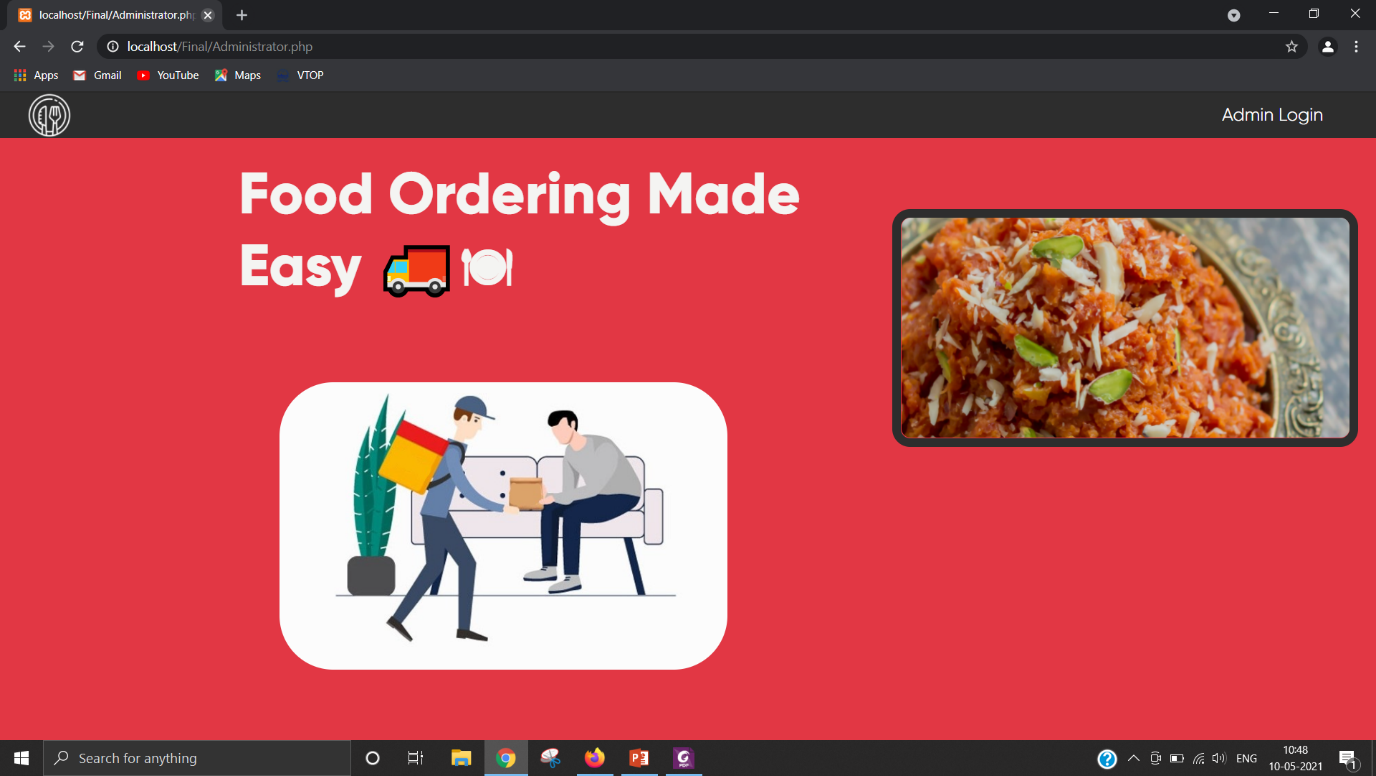 localhost/Final/Administrator.php
localhost/Final/Administrator.php
Apps Gmail YouTube Maps VTOP
Admin Login
Food Ordering Made
Easy
Search for anything
ENG
10:48
10-05-2021
1